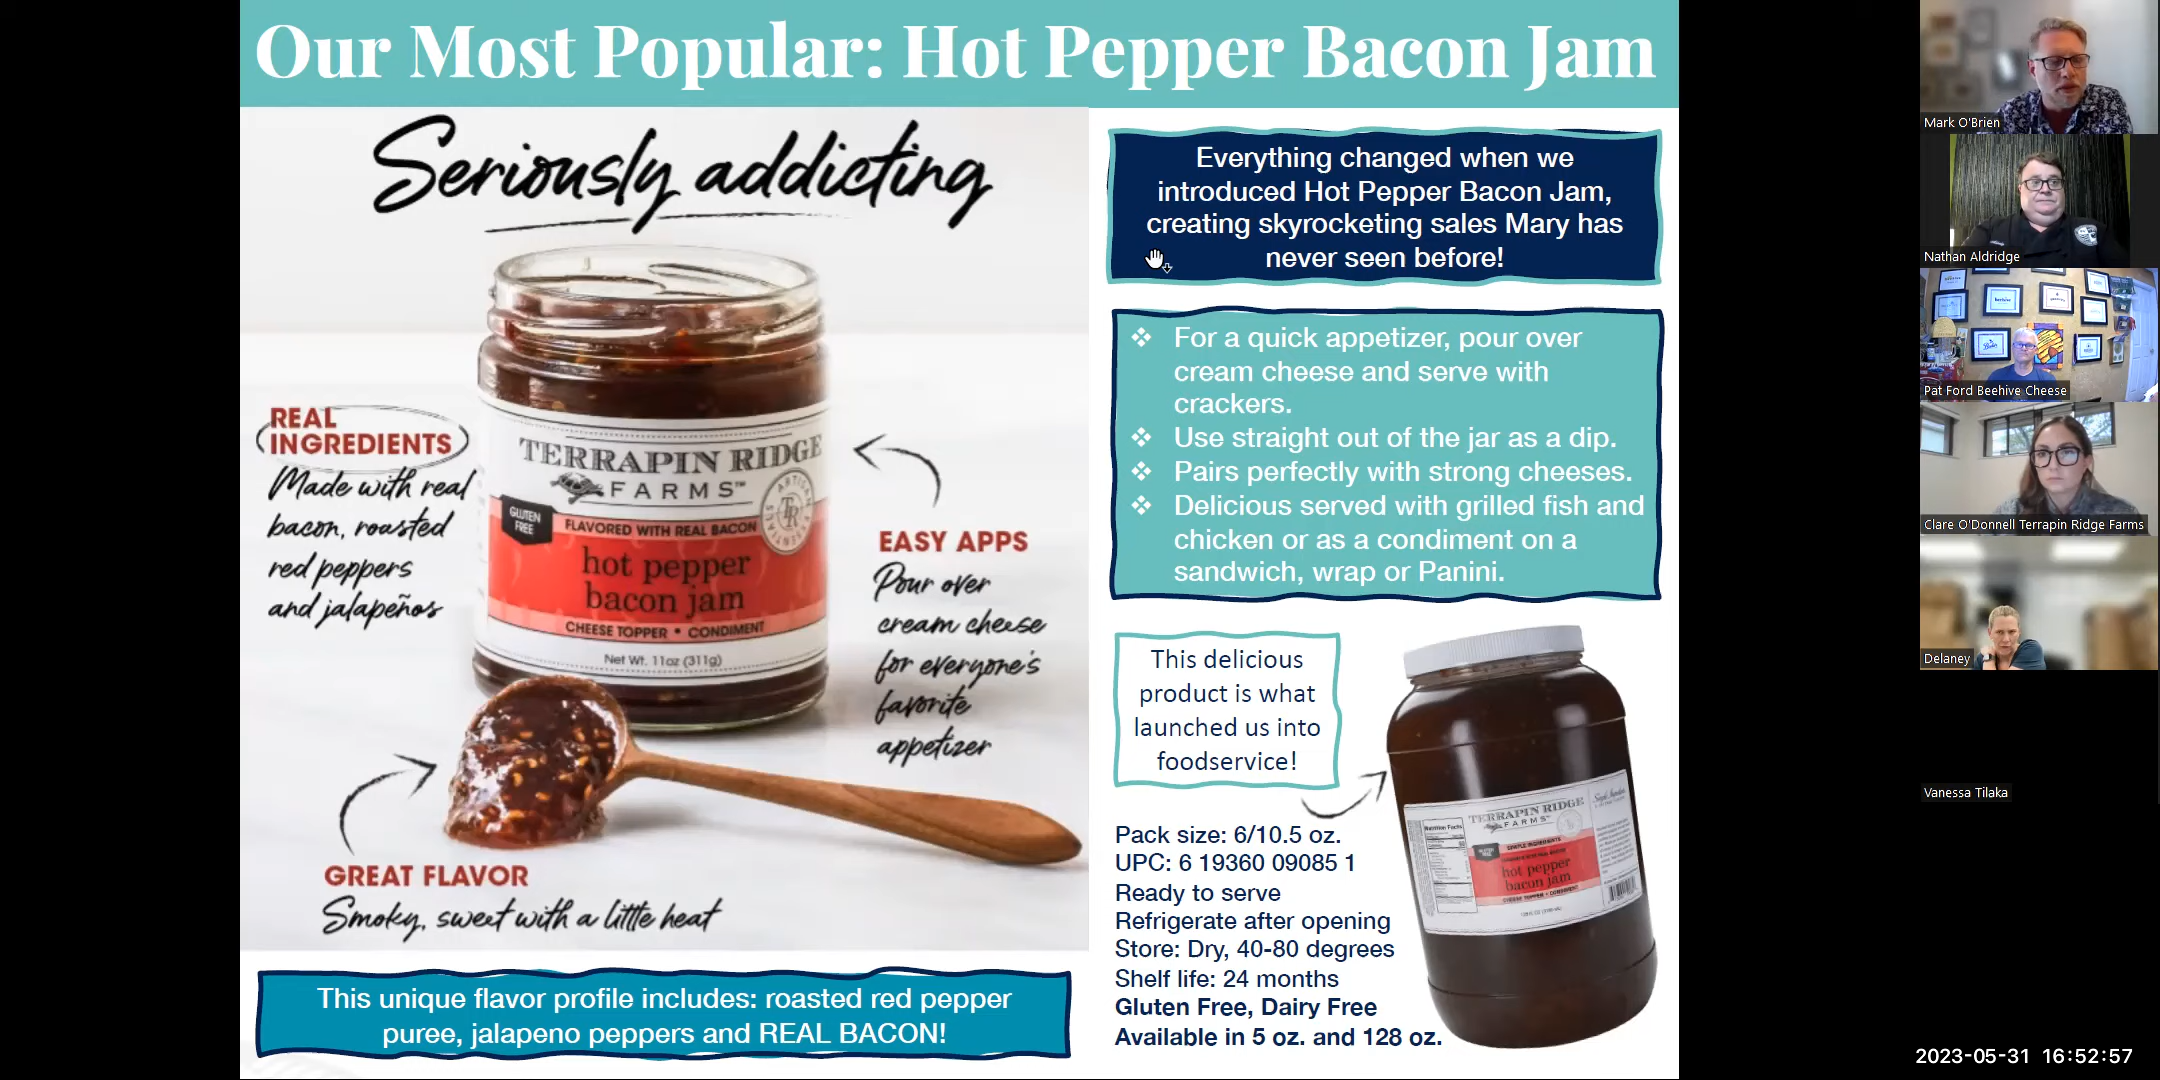 Our Most Popular: Hot Pepper Bacon Jam
Seriously addicting
REAL
INGREDIENTS
Made with real
bacon, roasted
red peppers
and jalapeños
TERRAPIN RIDGE
FARMS™
ARTISAN
TR
ESSENTIALS
GLUTEN
FREE
FLAVORED WITH REAL BACON
hot pepper
bacon jam
CHEESE TOPPER • CONDIMENT
Net Wt. 11oz (311g)
EASY APPS
Pour over
cream cheese
for everyone's
favorite
appetizer
GREAT FLAVOR
Smoky, sweet with a little heat
This unique flavor profile includes: roasted red pepper
puree, jalapeno peppers and REAL BACON!
Everything changed when we
introduced Hot Pepper Bacon Jam,
creating skyrocketing sales Mary has
never seen before!
❖ For a quick appetizer, pour over
cream cheese and serve with
crackers.
❖ Use straight out of the jar as a dip.
❖ Pairs perfectly with strong cheeses.
❖ Delicious served with grilled fish and
chicken or as a condiment on a
sandwich, wrap or Panini.
This delicious
product is what
launched us into
foodservice!
Pack size: 6/10.5 oz.
UPC: 6 19360 09085 1
Ready to serve
Refrigerate after opening
Store: Dry, 40-80 degrees
Shelf life: 24 months
Gluten Free, Dairy Free
Available in 5 oz. and 128 oz.
Nutrition Facts
TERRAPIN RIDGE
FARMS
hot pepper
bacon jam
CHEESE TOPPER • CONDIMENT
Mark O'Brien
Nathan Aldridge
Pat Ford Beehive Cheese
Clare O'Donnell Terrapin Ridge Farms
Delaney
Vanessa Tilaka
2023-05-31 16:52:57